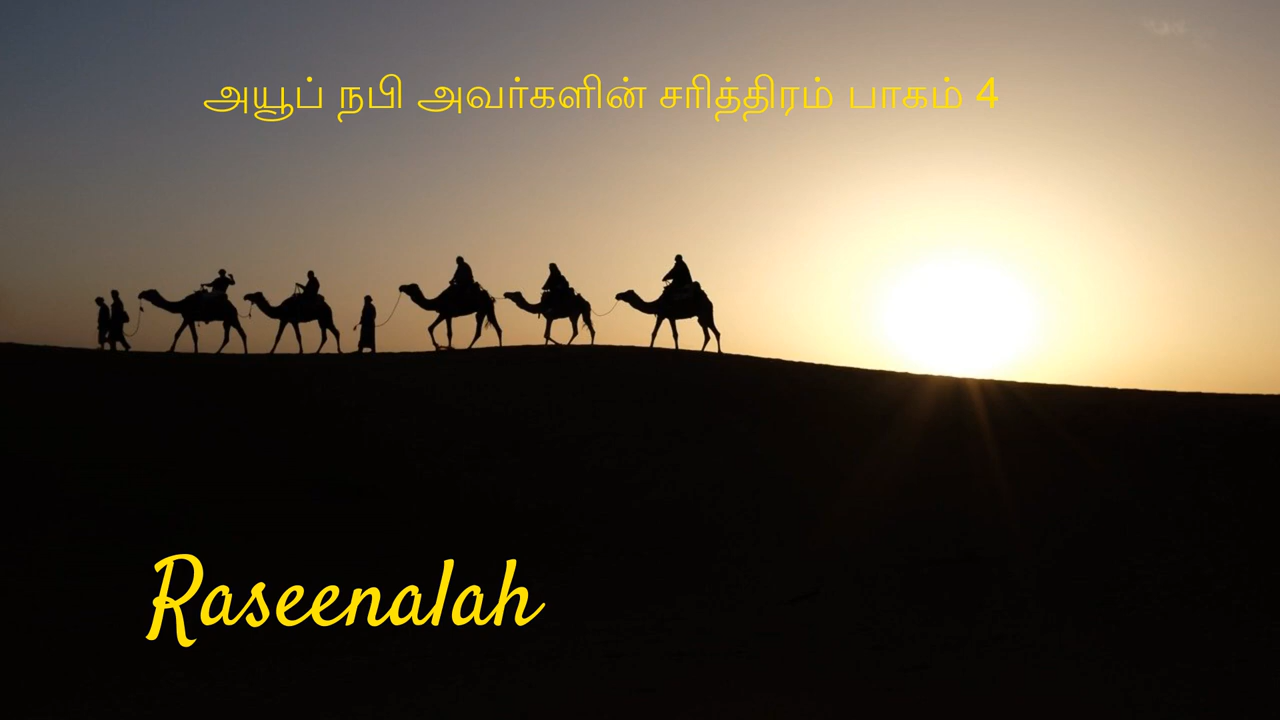 அயூப் நபி அவர்களின் சரித்திரம் பாகம் 4
Raseenalah